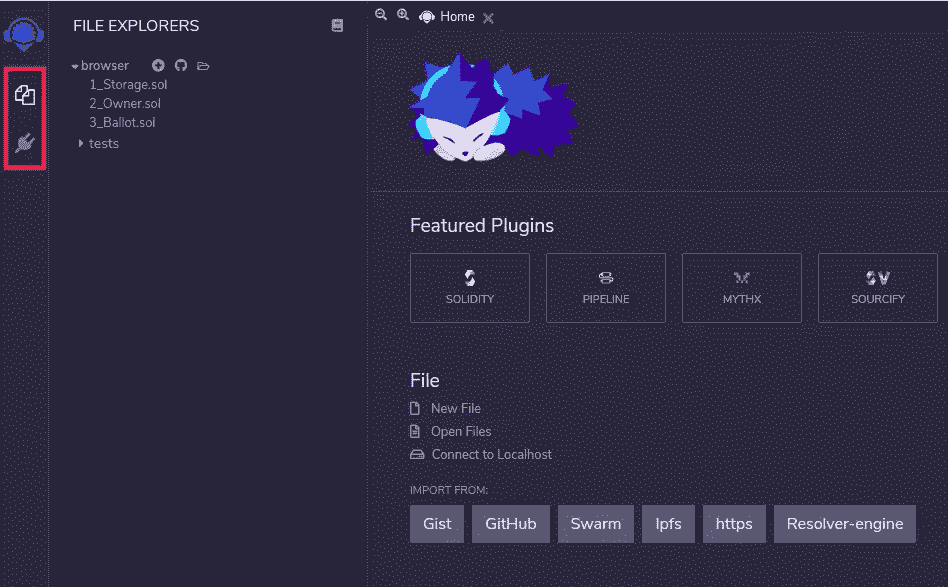 FILE EXPLORERS
Home
browser
1_Storage.sol
2_Owner.sol
3_Ballot.sol
tests
Featured Plugins
SOLIDITY
PIPELINE
MYTHX
SOURCIFY
File
New File
Open Files
Connect to Localhost
IMPORT FROM:
Gist GitHub Swarm Ipfs https Resolver-engine